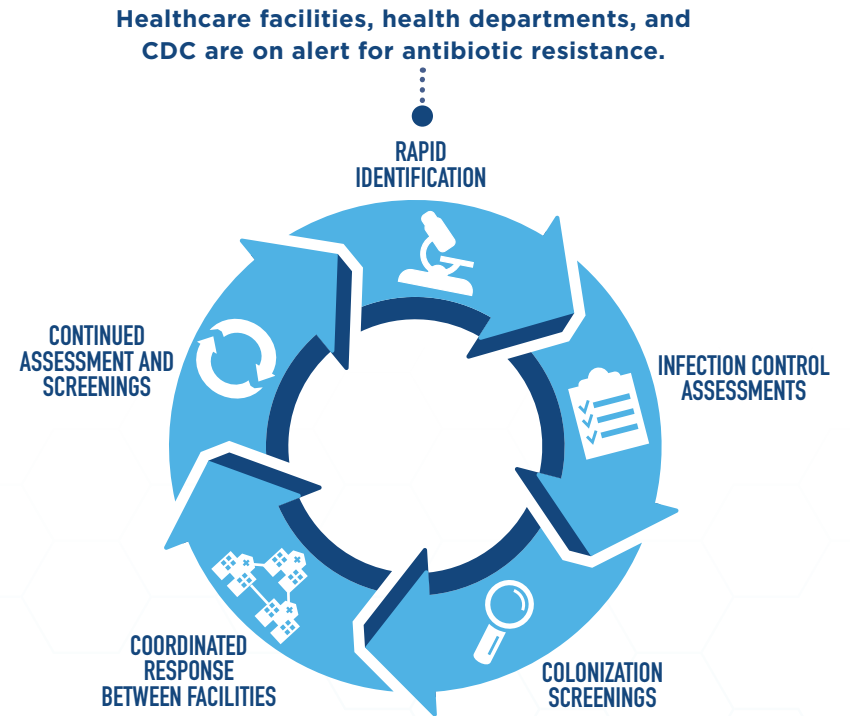 Healthcare facilities, health departments, and
CDC are on alert for antibiotic resistance.
RAPID
IDENTIFICATION
INFECTION CONTROL
ASSESSMENTS
COLONIZATION
SCREENINGS
COORDINATED
RESPONSE
BETWEEN FACILITIES
CONTINUED
ASSESSMENT AND
SCREENINGS